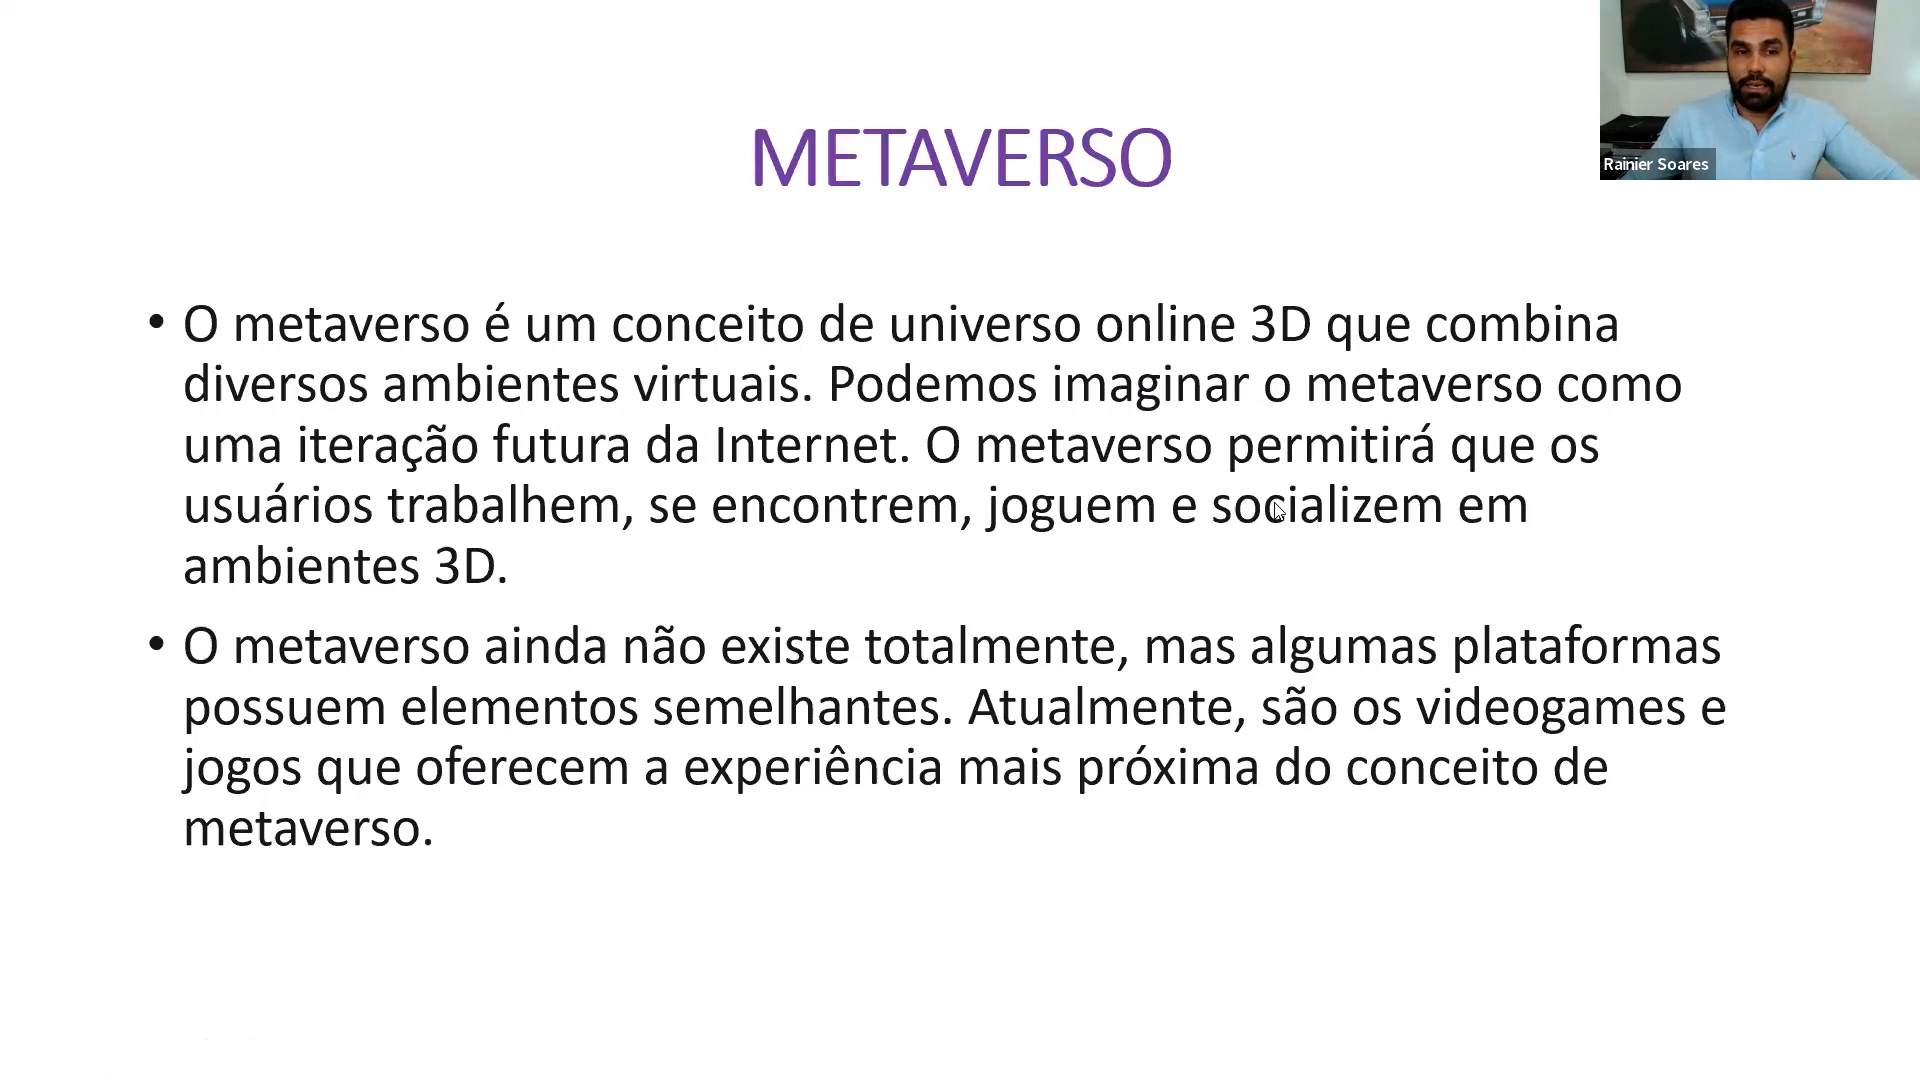 METAVERSO
Rainier Soares
• O metaverso é um conceito de universo online 3D que combina
diversos ambientes virtuais. Podemos imaginar o metaverso como
uma iteração futura da Internet. O metaverso permitirá que os
usuários trabalhem, se encontrem, joguem e socializem em
ambientes 3D.
• O metaverso ainda não existe totalmente, mas algumas plataformas
possuem elementos semelhantes. Atualmente, são os videogames e
jogos que oferecem a experiência mais próxima do conceito de
metaverso.